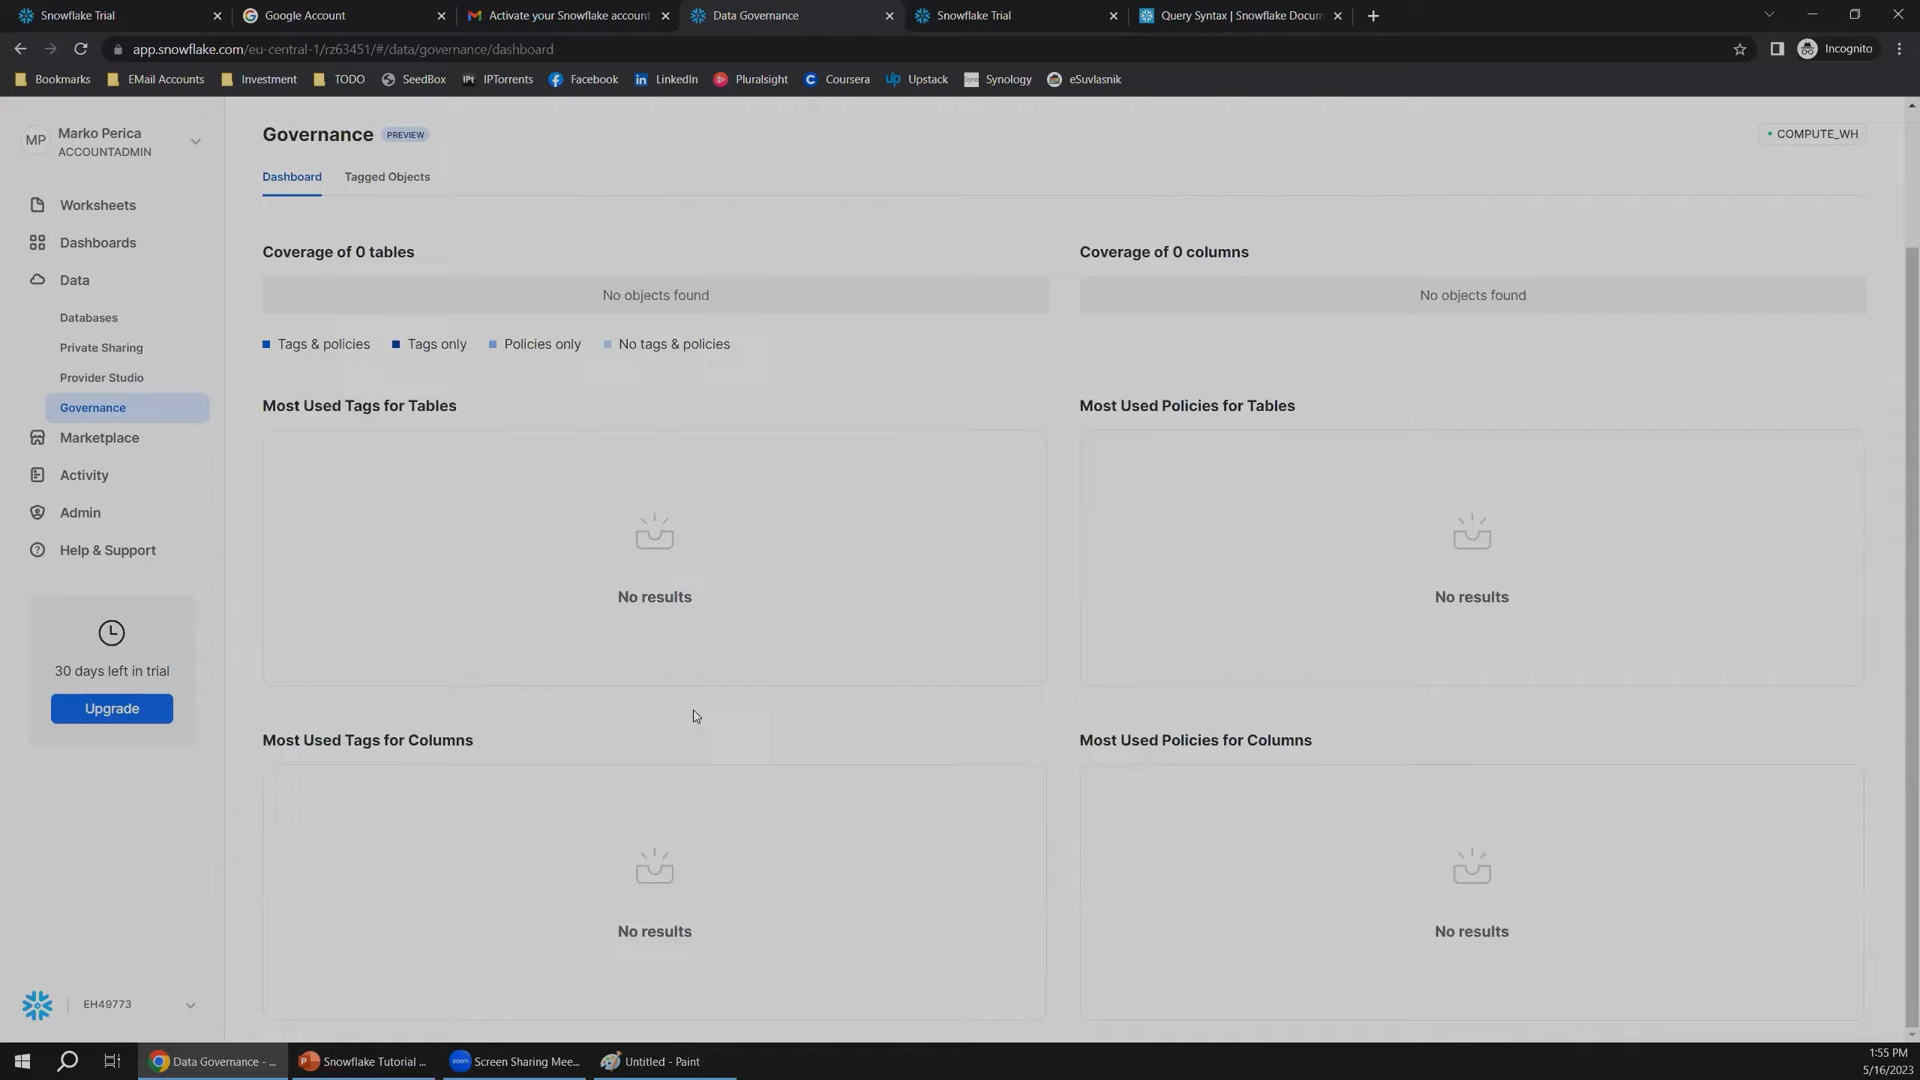 Snowflake Trial
Google Account
Activate your Snowflake account
Data Governance
Snowflake Trial
Query Syntax | Snowflake Docum
app.snowflake.com/eu-central-1/rz63451/#/data/governance/dashboard
Incognito
Bookmarks
EMail Accounts
Investment
TODO
SeedBox
IPt IPTorrents
Facebook
in LinkedIn
Pluralsight
C Coursera
up Upstack
Syno Synology
eSuvlasnik
MP
Marko Perica
ACCOUNTADMIN
Governance PREVIEW
COMPUTE_WH
Dashboard
Tagged Objects
Worksheets
Dashboards
Data
Databases
Private Sharing
Provider Studio
Governance
Marketplace
Activity
Admin
Help & Support
30 days left in trial
Upgrade
EH49773
Coverage of 0 tables
No objects found
Tags & policies
Tags only
Policies only
No tags & policies
Coverage of 0 columns
No objects found
Most Used Tags for Tables
No results
Most Used Policies for Tables
No results
Most Used Tags for Columns
No results
Most Used Policies for Columns
No results
Data Governance - ...
Snowflake Tutorial ...
zoom
Screen Sharing Mee...
Untitled - Paint
1:55 PM
5/16/2023